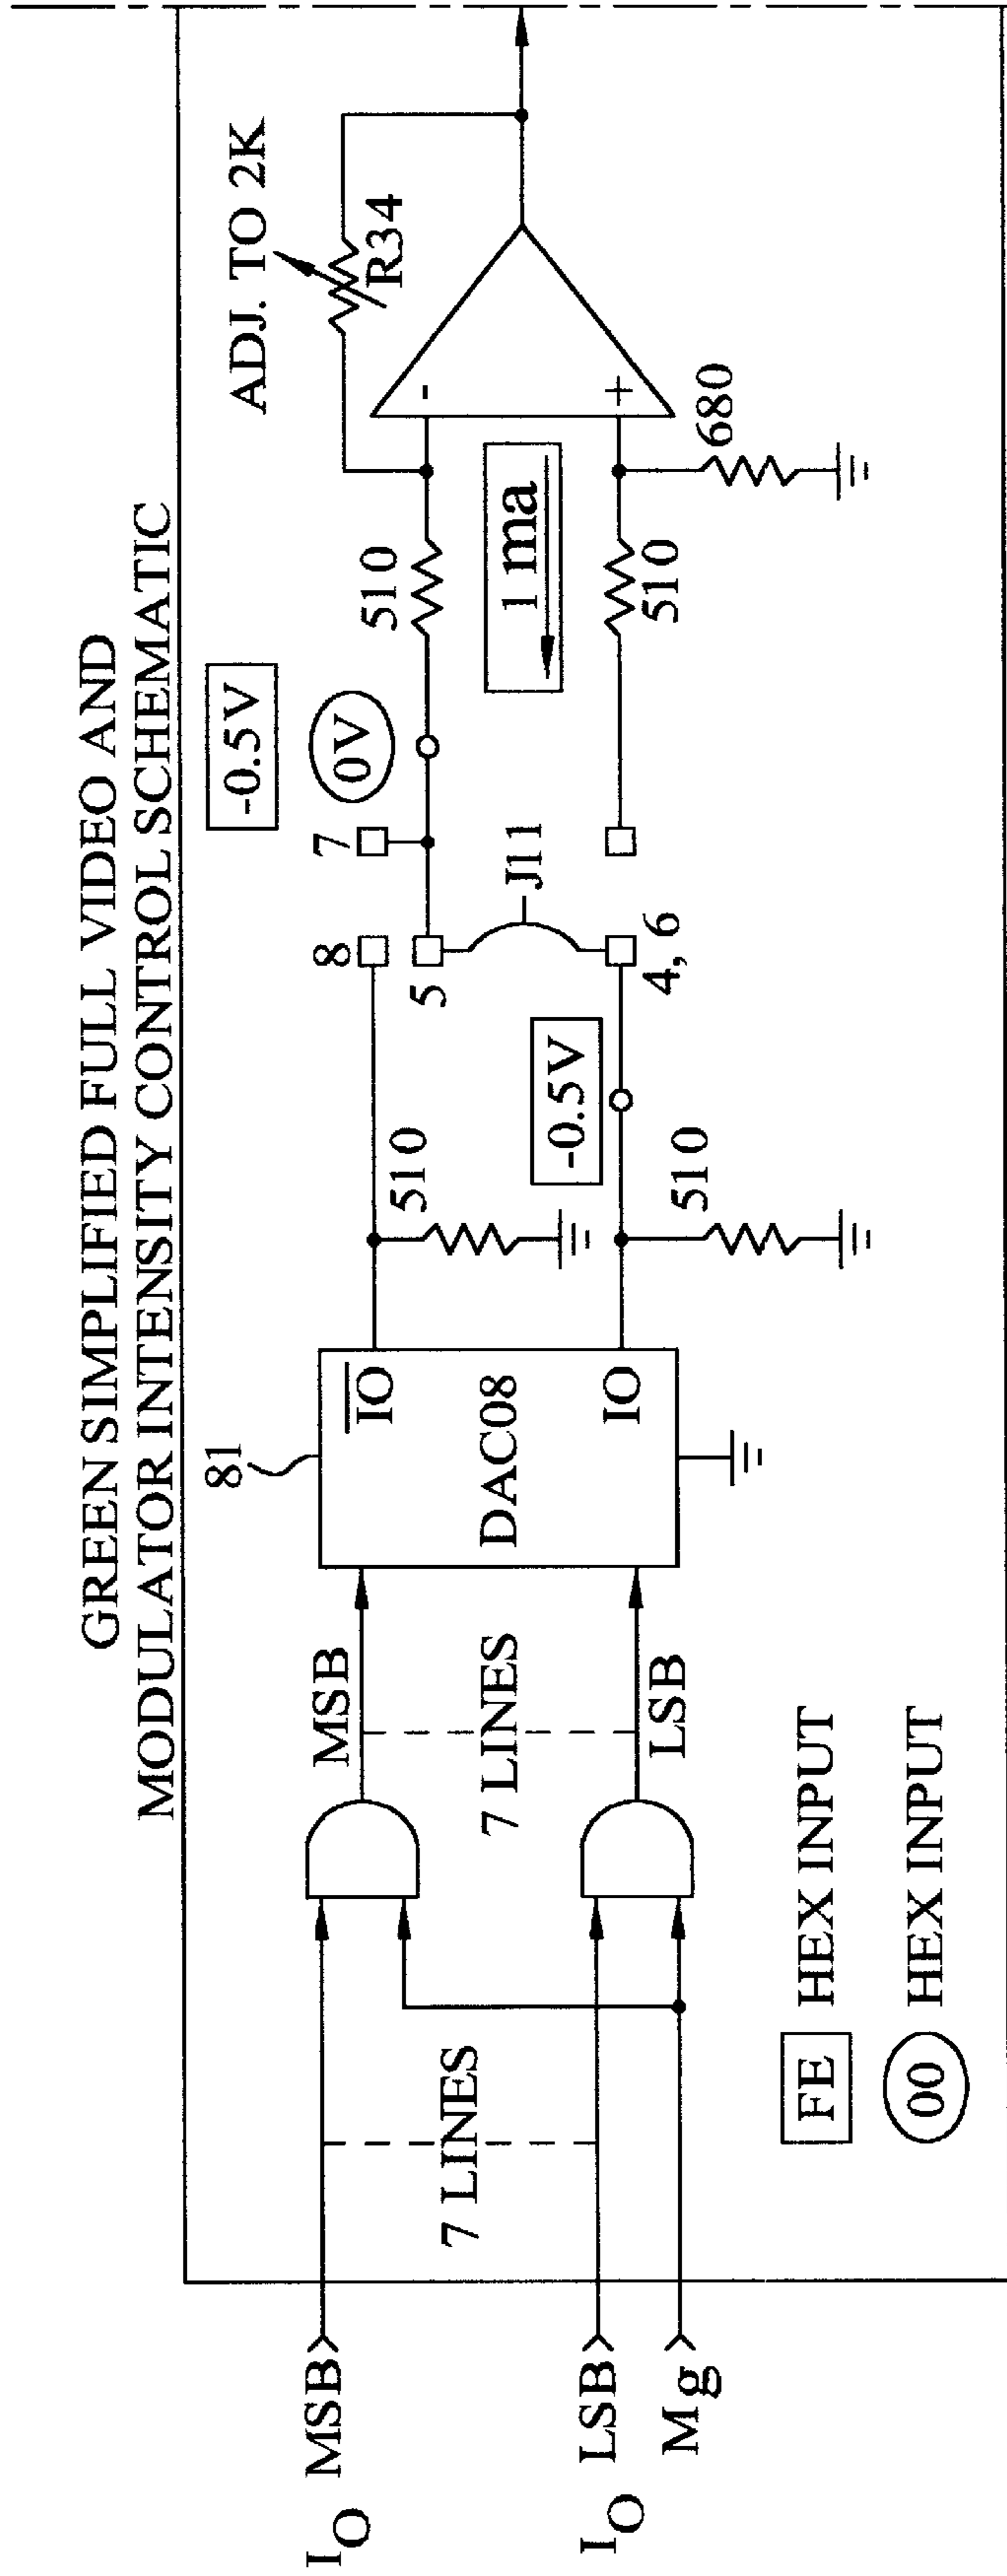 GREEN SIMPLIFIED FULL VIDEO AND
MODULATOR INTENSITY CONTROL SCHEMATIC
IO MSB
IO LSB
Mg
7 LINES
MSB
7 LINES
LSB
81
IO
DAC08
IO
510
510
-0.5V
8
5
4, 6
J11
7
-0.5V
0V
510
1 ma
510
680
-
+
ADJ. TO 2K
R34
FE HEX INPUT
00 HEX INPUT